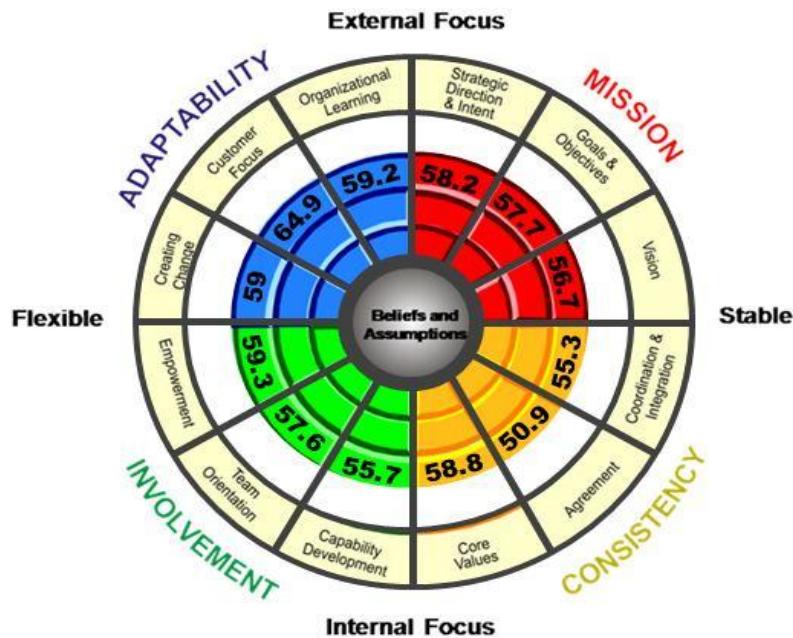 External Focus
ADAPTABILITY
MISSION
Organizational
Learning
Strategic
Direction
& Intent
Customer
Focus
Goals &
Objectives
Creating
Change
Vision
59.2
58.2
64.9
57.7
59
56.7
Flexible
Beliefs and
Assumptions
Stable
Empowerment
59.3
55.3
Coordination &
Integration
57.6
50.9
55.7
58.8
Team
Orientation
Agreement
Capability
Development
Core
Values
INVOLVEMENT
CONSISTENCY
Internal Focus